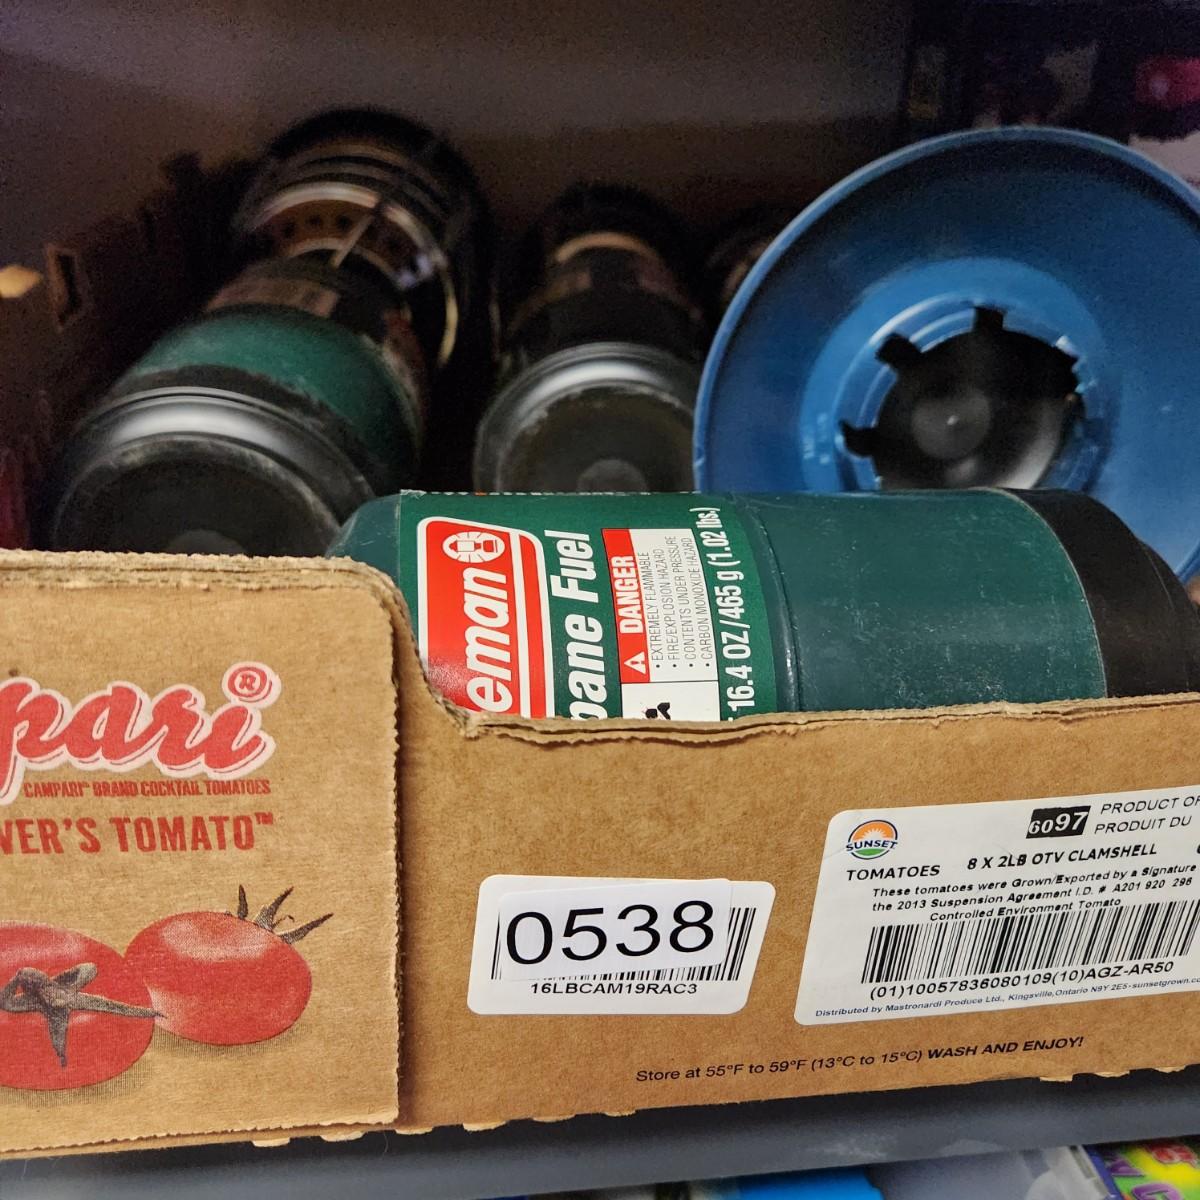 eman
pane Fuel
DANGER
: EXTREMELY FLAMMABLE
: FIRE/EXPLOSION HAZARD
: CONTENTS UNDER PRESSURE
: CARBON MONOXIDE HAZARD
16.4 OZ/465 g (1.02 lbs.)
pari®
CAMPARI™ BRAND COCKTAIL TOMATOES
WER'S TOMATO™
0538
16LBCAM19RAC3
SUNSET
6097
PRODUCT OF
PRODUIT DU
TOMATOES 8 X 2LB OTV CLAMSHELL
These tomatoes were Grown/Exported by a Signature
the 2013 Suspension Agreement I.D. # A201 920 296
Controlled Environment Tomato
(01)10057836080109(10)AGZ-AR50
Distributed by Mastronardi Produce Ltd., Kingsville, Ontario N9Y 2E5·sunsetgrown.c
Store at 55°F to 59°F (13°C to 15°C) WASH AND ENJOY!